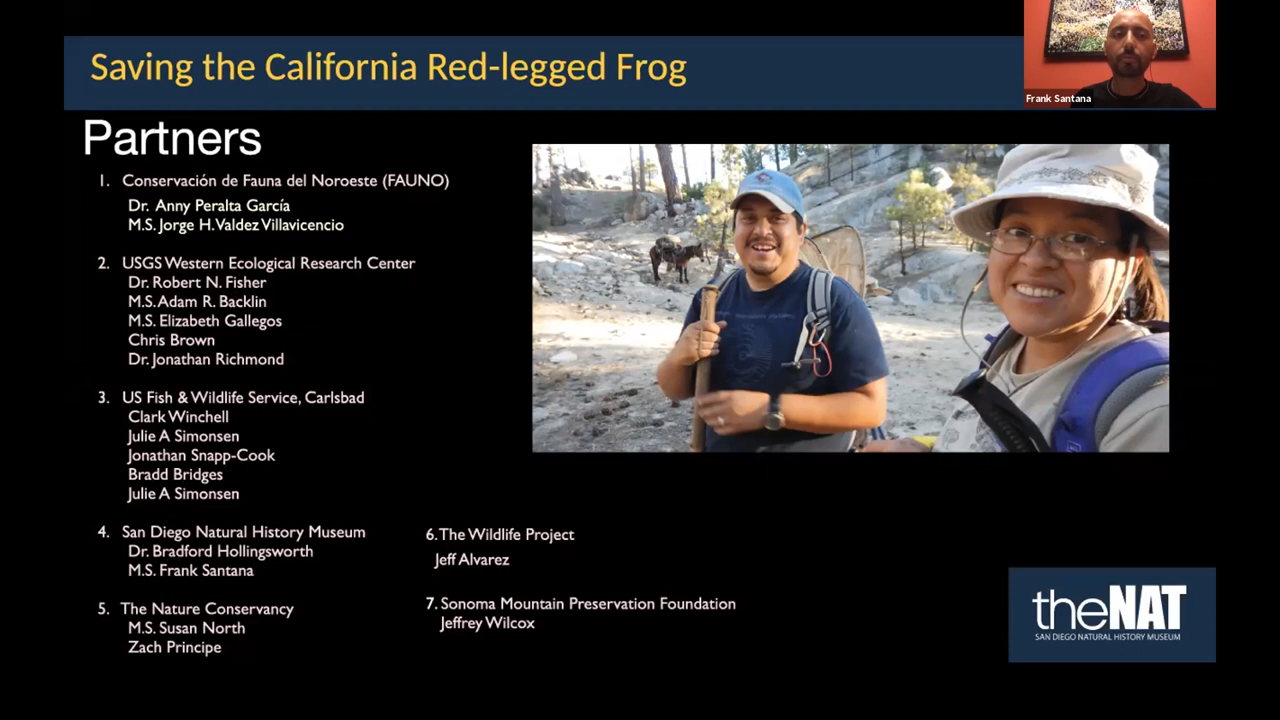 Saving the California Red-legged Frog
Frank Santana
Partners
1. Conservación de Fauna del Noroeste (FAUNO)
Dr. Anny Peralta García
M.S. Jorge H. Valdez Villavicencio
2. USGS Western Ecological Research Center
Dr. Robert N. Fisher
M.S. Adam R. Backlin
M.S. Elizabeth Gallegos
Chris Brown
Dr. Jonathan Richmond
3. US Fish & Wildlife Service, Carlsbad
Clark Winchell
Julie A Simonsen
Jonathan Snapp-Cook
Bradd Bridges
Julie A Simonsen
4. San Diego Natural History Museum
Dr. Bradford Hollingsworth
M.S. Frank Santana
5. The Nature Conservancy
M.S. Susan North
Zach Principe
6. The Wildlife Project
Jeff Alvarez
7. Sonoma Mountain Preservation Foundation
Jeffrey Wilcox
theNAT
SAN DIEGO NATURAL HISTORY MUSEUM